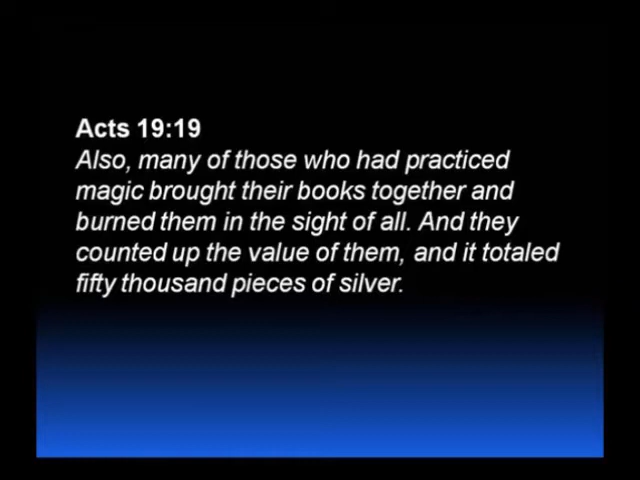 Acts 19:19
Also, many of those who had practiced
magic brought their books together and
burned them in the sight of all. And they
counted up the value of them, and it totaled
fifty thousand pieces of silver.